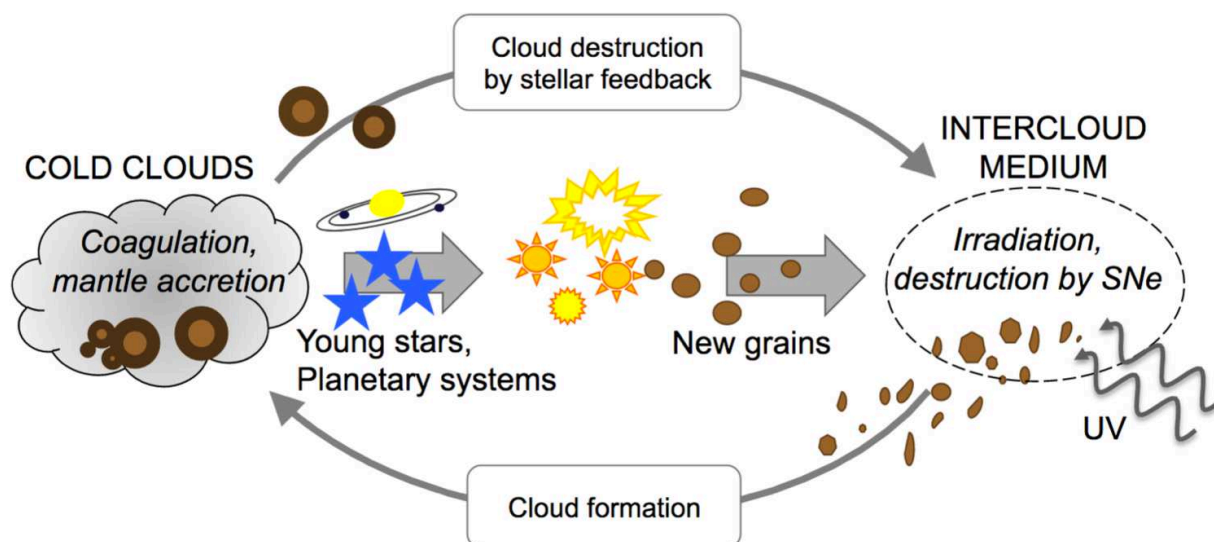 Cloud destruction
by stellar feedback
COLD CLOUDS
INTERCLOUD
MEDIUM
Coagulation,
mantle accretion
Irradiation,
destruction by SNe
Young stars,
Planetary systems
New grains
UV
Cloud formation